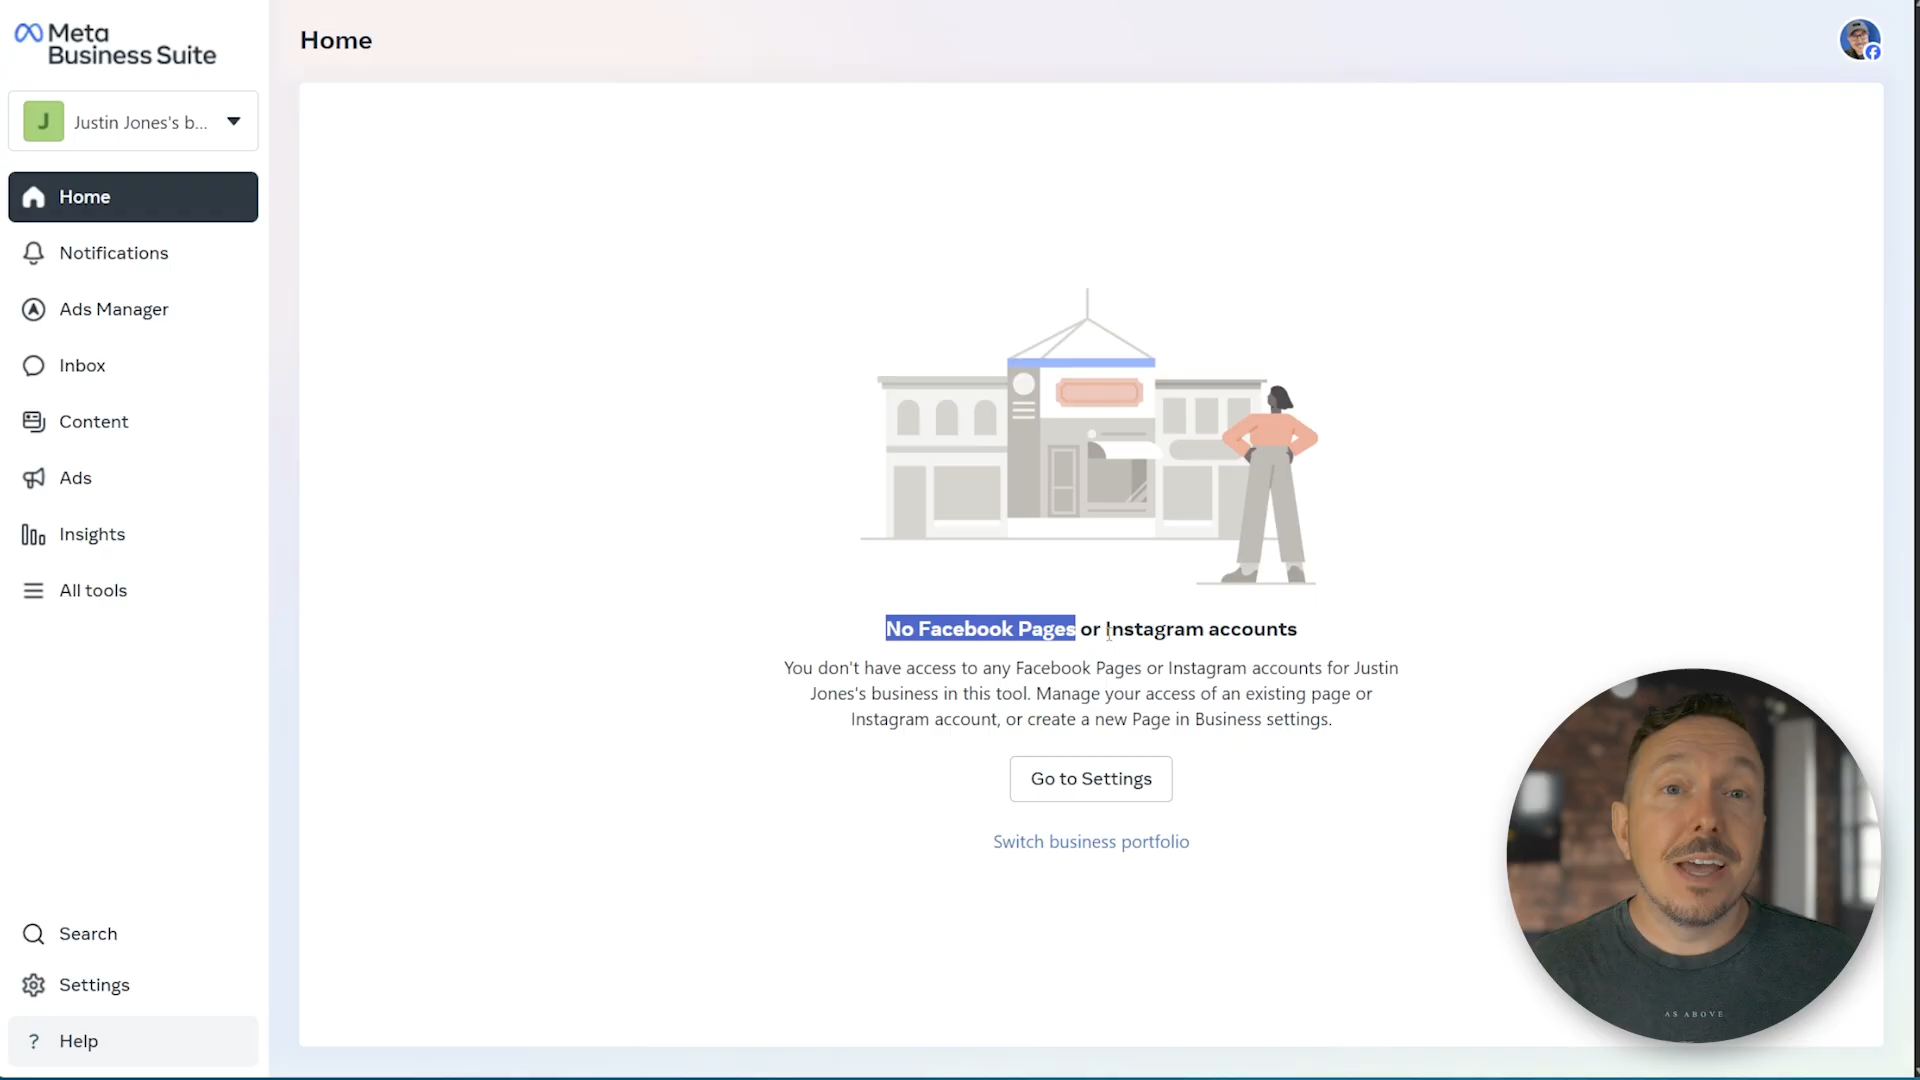 Meta
Business Suite
Home
J
Justin Jones's b...
Home
Notifications
Ads Manager
Inbox
Content
Ads
Insights
All tools
No Facebook Pages or Instagram accounts
You don't have access to any Facebook Pages or Instagram accounts for Justin
Jones's business in this tool. Manage your access of an existing page or
Instagram account, or create a new Page in Business settings.
Go to Settings
Switch business portfolio
Search
Settings
? Help
AS ABOVE